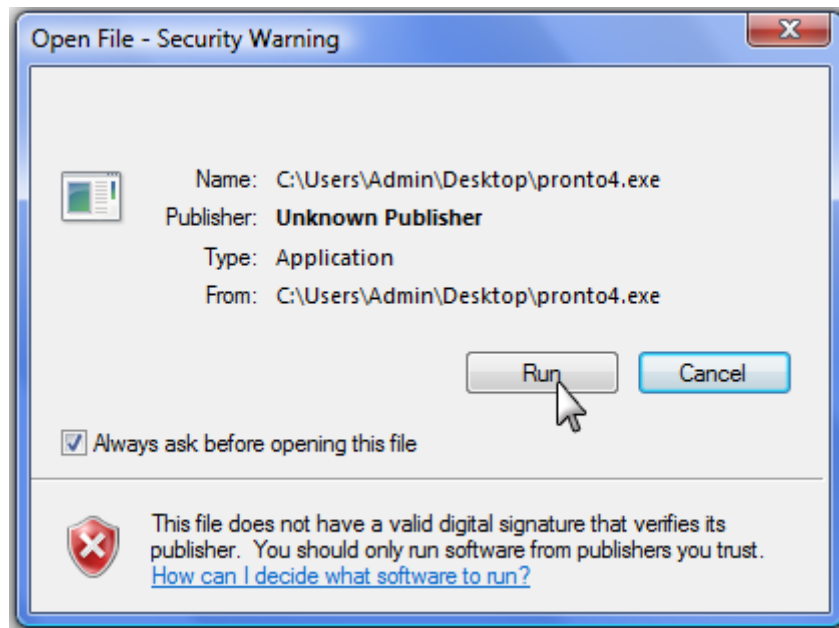 Open File - Security Warning
Name: C:\Users\Admin\Desktop\pronto4.exe
Publisher: Unknown Publisher
Type: Application
From: C:\Users\Admin\Desktop\pronto4.exe
Run Cancel
Always ask before opening this file
This file does not have a valid digital signature that verifies its
publisher. You should only run software from publishers you trust.
How can I decide what software to run?